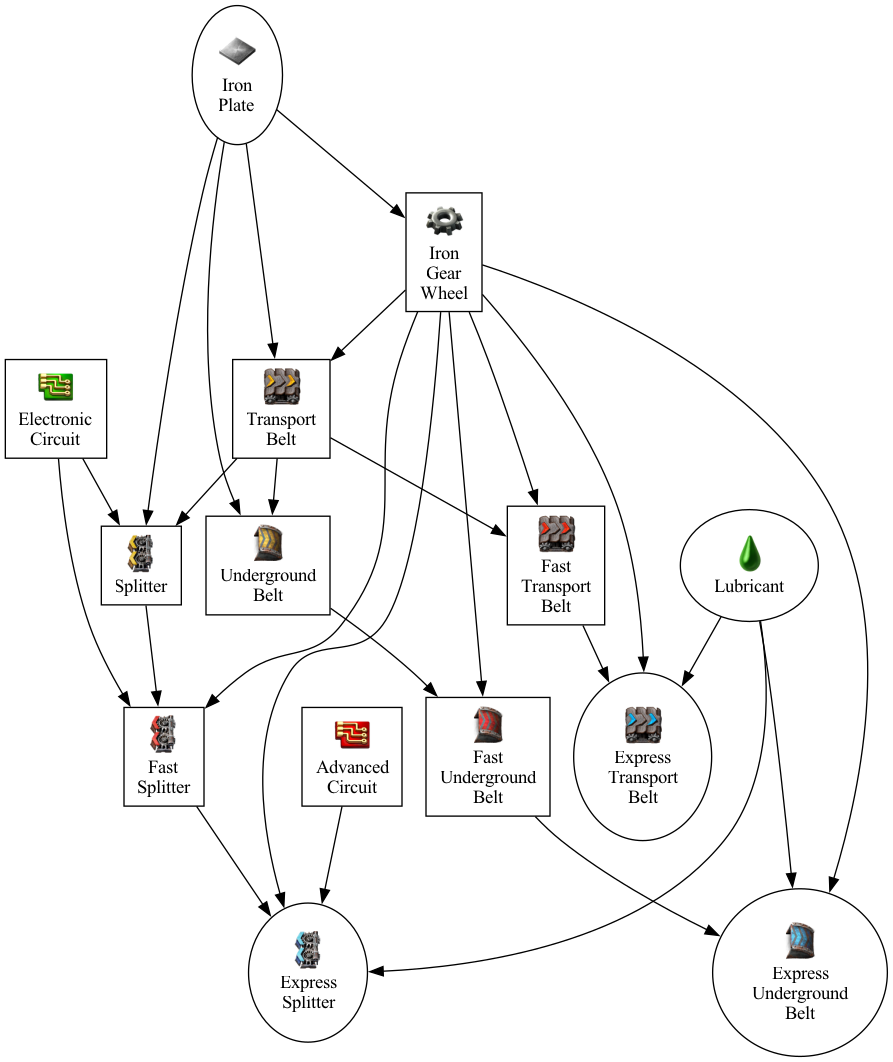 Iron
Plate
Iron
Gear
Wheel
Electronic
Circuit
Transport
Belt
Splitter
Underground
Belt
Fast
Transport
Belt
Lubricant
Fast
Splitter
Advanced
Circuit
Fast
Underground
Belt
Express
Transport
Belt
Express
Splitter
Express
Underground
Belt